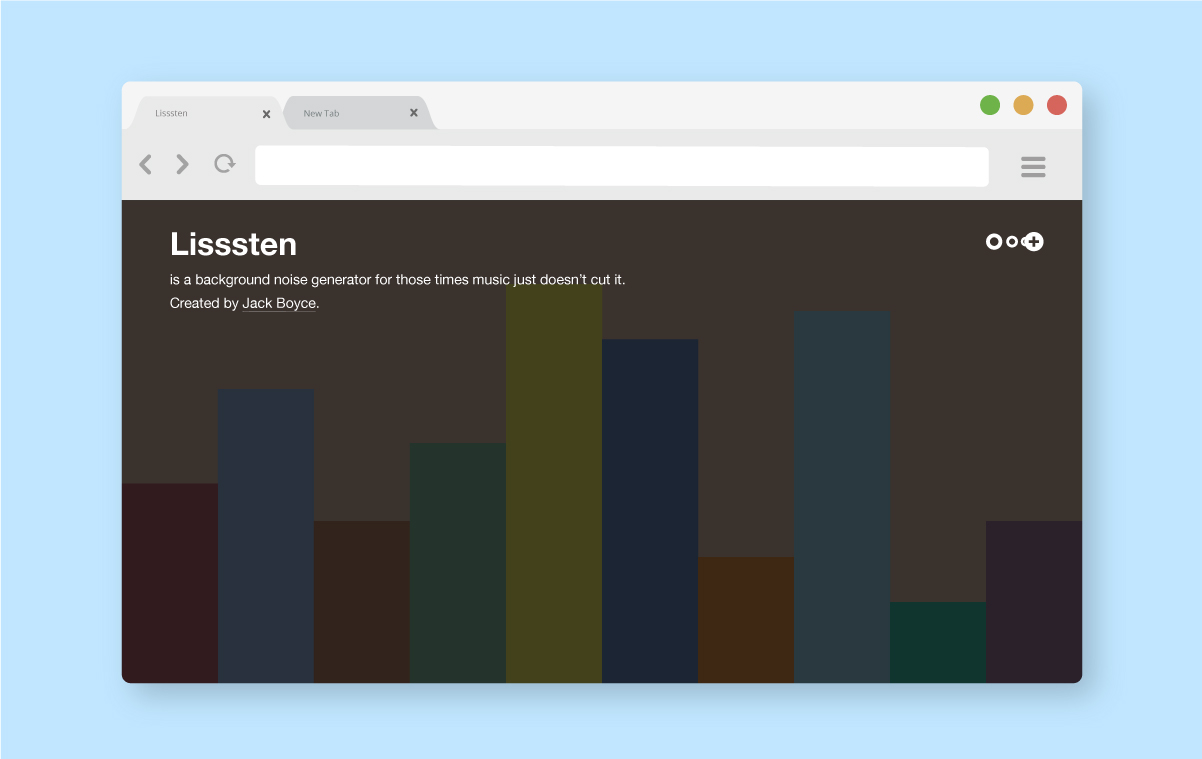 Lisssten
New Tab
Lisssten
is a background noise generator for those times music just doesn’t cut it.
Created by Jack Boyce.